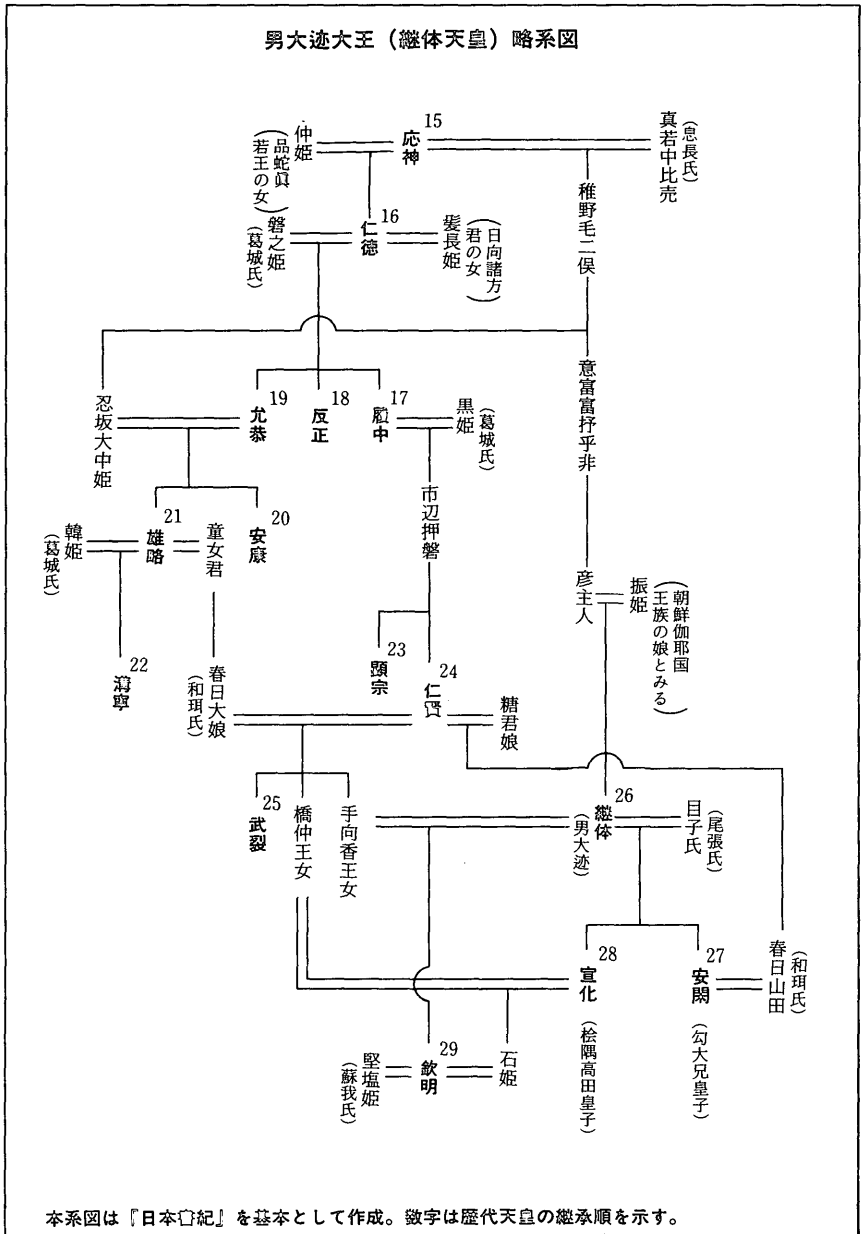 男大迹大王（継体天皇）略系図
15
応神
仲姫
（品蛇真
若王の女）
真若中比売
（息長氏）
16
仁徳
磐之姫
（葛城氏）
髪長姫
（日向諸方
君の女）
稚野毛二俣
17
履中
18
反正
19
允恭
忍坂大中姫
黒姫
（葛城氏）
意富富抒乎非
市辺押磐
20
安康
21
雄略
童女君
韓姫
（葛城氏）
22
清寧
春日大娘
（和珥氏）
23
顕宗
24
仁賢
糖君娘
彦主人
振姫
（朝鮮伽耶国
王族の娘とみる）
25
武裂
橘仲王女
手向香王女
26
継体
（男大迹）
目子氏
（尾張氏）
27
安閑
（勾大兄皇子）
春日山田
（和珥氏）
28
宣化
（桧隅高田皇子）
29
欽明
石姫
堅塩姫
（蘇我氏）
本系図は『日本書紀』を基本として作成。数字は歴代天皇の継承順を示す。